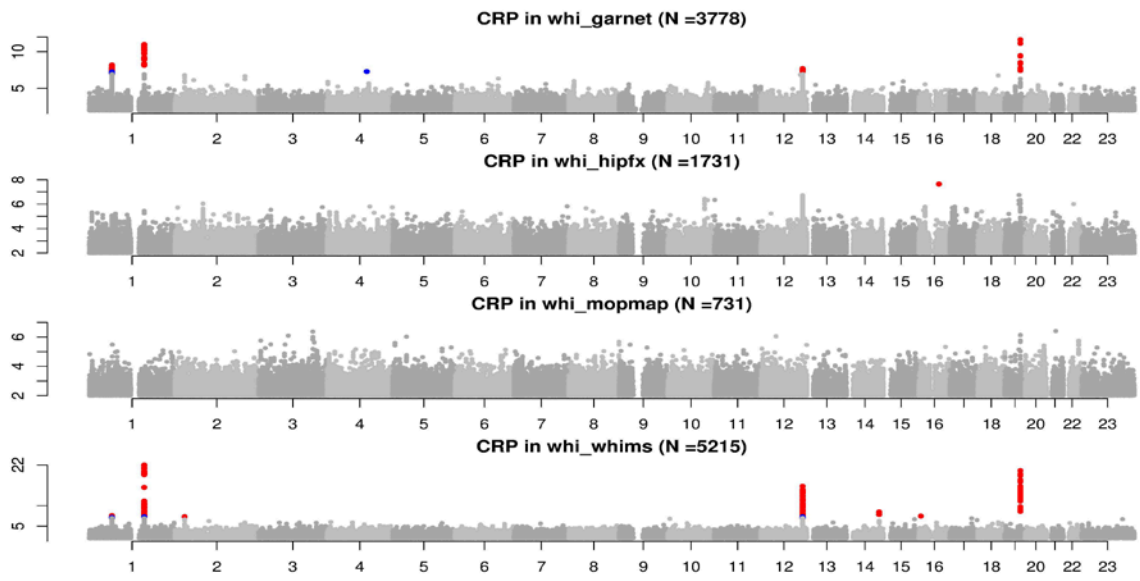 CRP in whi_garnet (N =3778)
10
5
1 2 3 4 5 6 7 8 9 10 11 12 13 14 15 16 18 20 22 23
CRP in whi_hipfx (N =1731)
8
6
4
2
1 2 3 4 5 6 7 8 9 10 11 12 13 14 15 16 18 20 22 23
CRP in whi_mopmap (N =731)
6
4
2
1 2 3 4 5 6 7 8 9 10 11 12 13 14 15 16 18 20 22 23
CRP in whi_whims (N =5215)
22
5
1 2 3 4 5 6 7 8 9 10 11 12 13 14 15 16 18 20 22 23